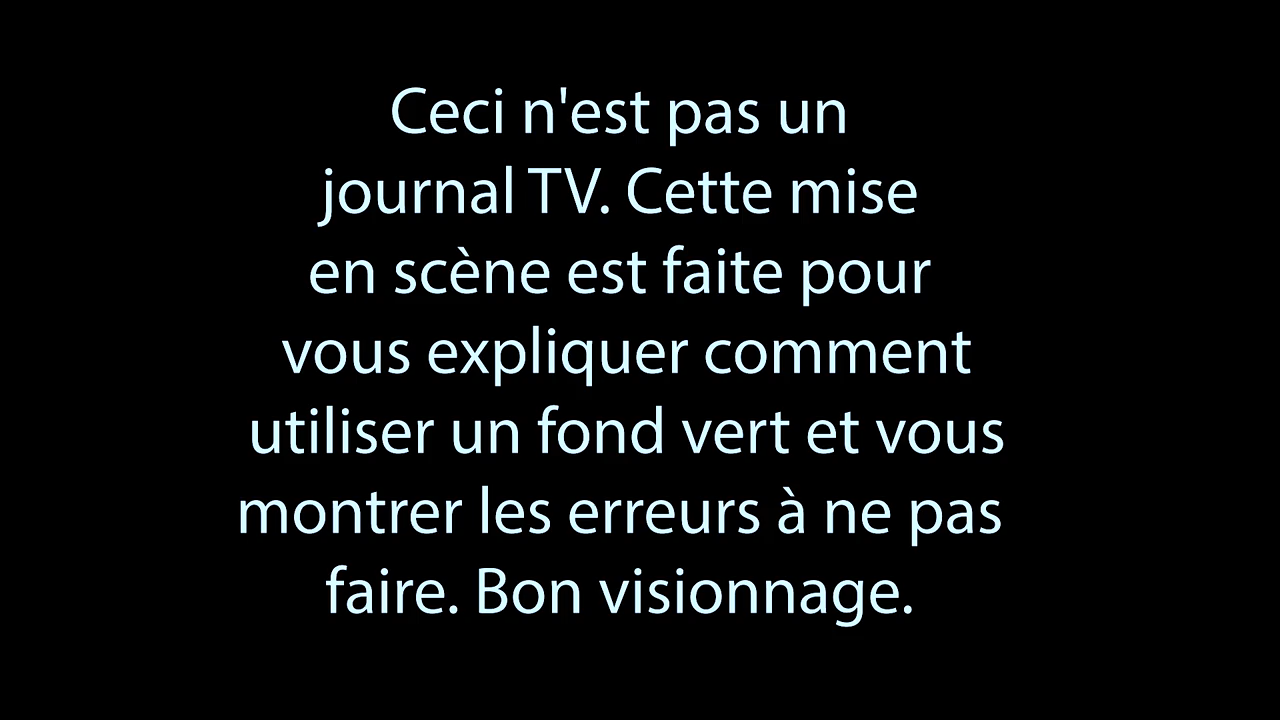 Ceci n'est pas un
journal TV. Cette mise
en scène est faite pour
vous expliquer comment
utiliser un fond vert et vous
montrer les erreurs à ne pas
faire. Bon visionnage.